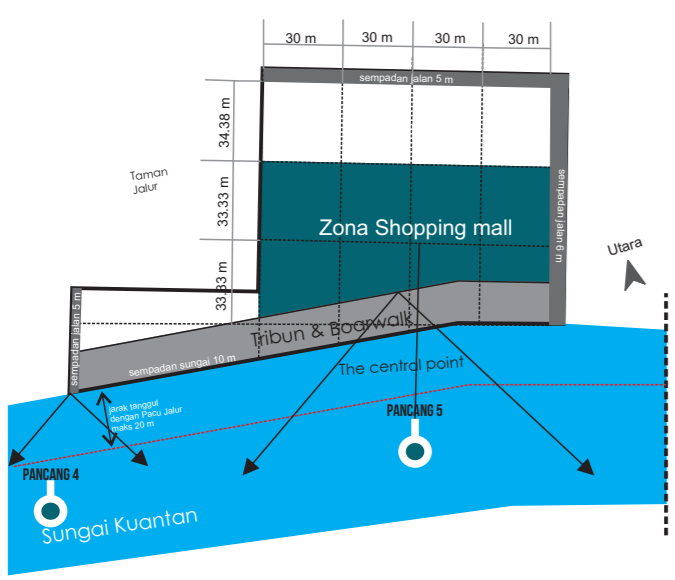 30 m
30 m
30 m
30 m
sempadan jalan 5 m
34.38 m
Taman
Jalur
33.33 m
sempadan jalan 6 m
Zona Shopping mall
Utara
33.33 m
sempadan jalan 5 m
Tribun & Boarwalk
sempadan sungai 10 m
The central point
jarak tanggul
dengan Pacu Jalur
maks 20 m
PANCANG 5
PANCANG 4
Sungai Kuantan